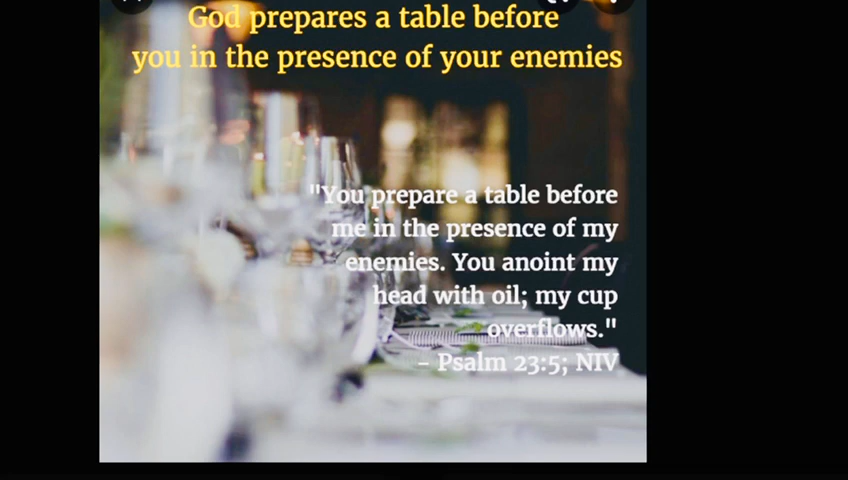 God prepares a table before
you in the presence of your enemies
"You prepare a table before
me in the presence of my
enemies. You anoint my
head with oil; my cup
overflows."
– Psalm 23:5; NIV